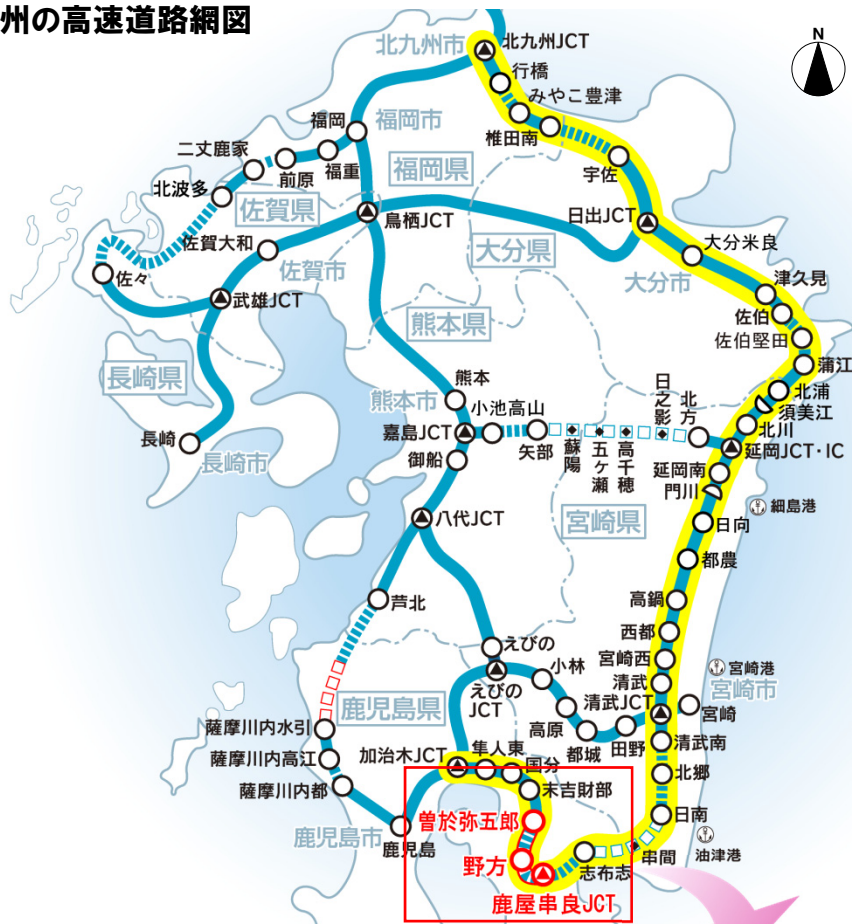 州の高速道路網図
N
北九州市
北九州JCT
行橋
みやこ豊津
椎田南
宇佐
福岡
福岡市
二丈鹿家
前原
福重
北波多
福岡県
佐賀県
鳥栖JCT
日出JCT
佐賀大和
佐賀市
大分県
大分米良
大分市
佐々
武雄JCT
津久見
佐伯
佐伯堅田
熊本県
蒲江
長崎県
熊本
日之影
北方
北浦
須美江
熊本市
小池高山
北川
長崎
嘉島JCT
矢部
蘇陽
五ケ瀬
高千穂
延岡JCT・IC
長崎市
御船
延岡南
門川
細島港
八代JCT
宮崎県
日向
都農
芦北
高鍋
西都
えびの
宮崎西
小林
清武
宮崎港
えびの
JCT
清武JCT
宮崎市
鹿児島県
宮崎
高原
薩摩川内水引
都城
田野
清武南
加治木JCT
隼人東
国分
薩摩川内高江
北郷
薩摩川内都
末吉財部
日南
曽於弥五郎
鹿児島市
鹿児島
油津港
串間
野方
志布志
鹿屋串良JCT